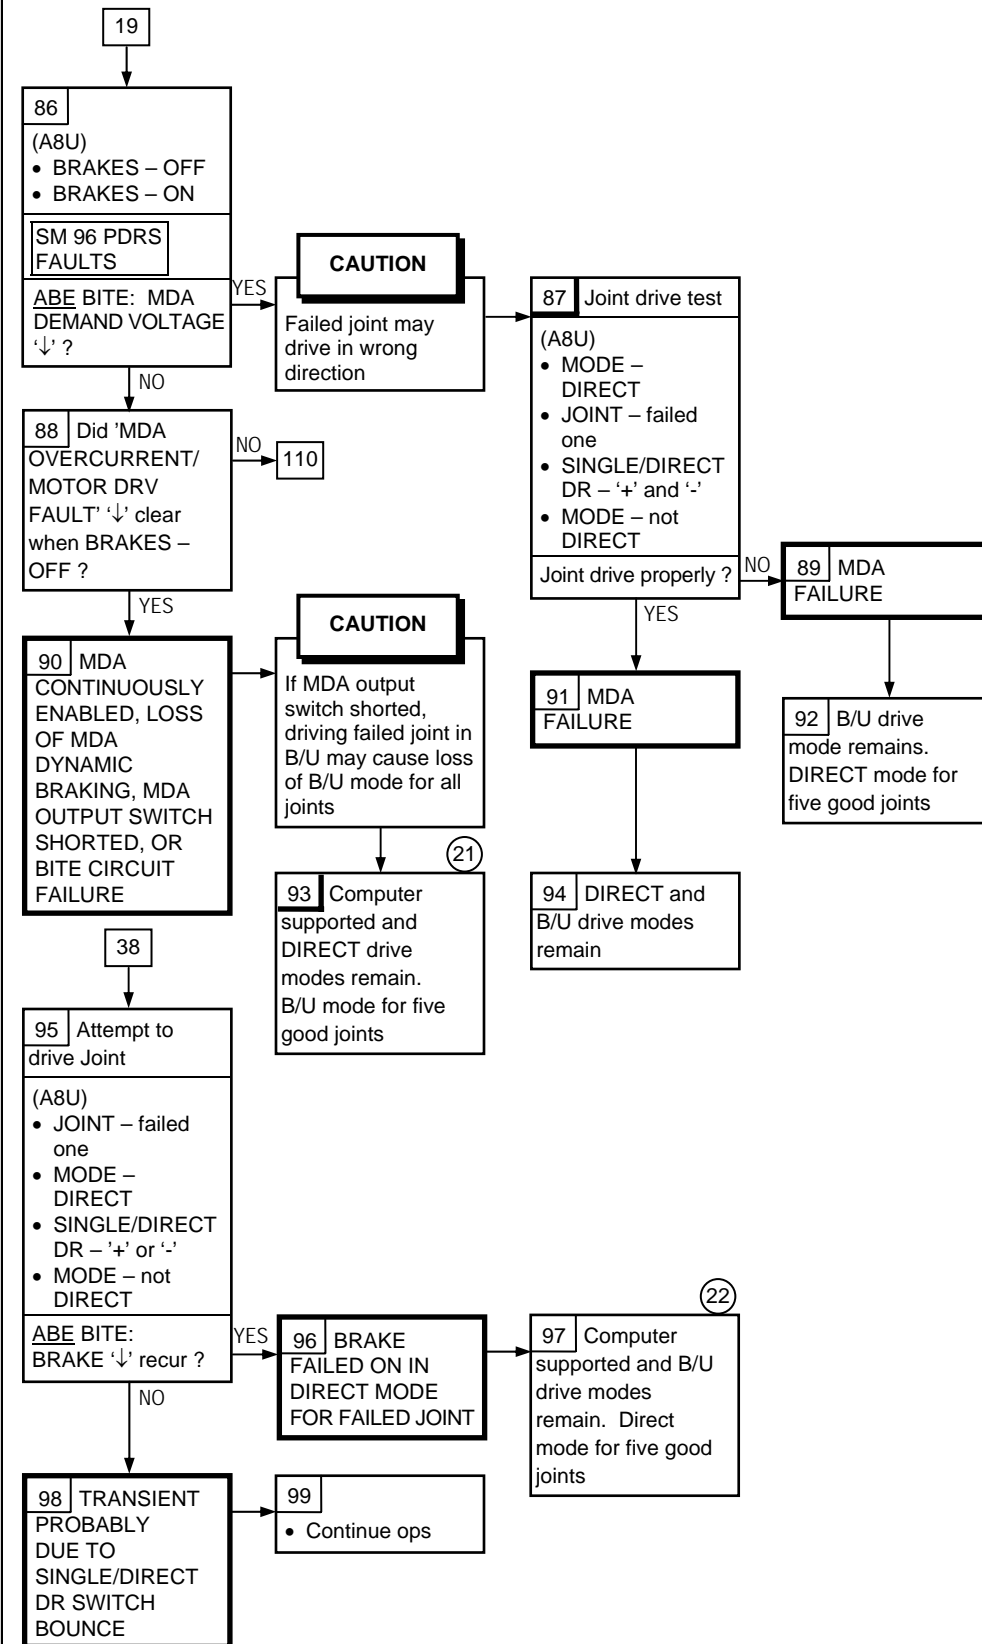 19
86
(A8U)
• BRAKES – OFF
• BRAKES – ON
SM 96 PDRS
FAULTS
ABE BITE: MDA
DEMAND VOLTAGE
‘↓’ ?
YES
NO
CAUTION
Failed joint may
drive in wrong
direction
87 Joint drive test
(A8U)
• MODE –
DIRECT
• JOINT – failed
one
• SINGLE/DIRECT
DR – ‘+’ and ‘-’
• MODE – not
DIRECT
Joint drive properly ?
NO
YES
88 Did ’MDA
OVERCURRENT/
MOTOR DRV
FAULT’ ‘↓’ clear
when BRAKES –
OFF ?
NO
110
YES
89 MDA
FAILURE
90 MDA
CONTINUOUSLY
ENABLED, LOSS
OF MDA
DYNAMIC
BRAKING, MDA
OUTPUT SWITCH
SHORTED, OR
BITE CIRCUIT
FAILURE
CAUTION
If MDA output
switch shorted,
driving failed joint in
B/U may cause loss
of B/U mode for all
joints
91 MDA
FAILURE
92 B/U drive
mode remains.
DIRECT mode for
five good joints
21
93 Computer
supported and
DIRECT drive
modes remain.
B/U mode for five
good joints
94 DIRECT and
B/U drive modes
remain
38
95 Attempt to
drive Joint
(A8U)
• JOINT – failed
one
• MODE –
DIRECT
• SINGLE/DIRECT
DR – ’+’ or ‘-’
• MODE – not
DIRECT
ABE BITE:
BRAKE ‘↓’ recur ?
YES
NO
96 BRAKE
FAILED ON IN
DIRECT MODE
FOR FAILED JOINT
22
97 Computer
supported and B/U
drive modes
remain. Direct
mode for five good
joints
98 TRANSIENT
PROBABLY
DUE TO
SINGLE/DIRECT
DR SWITCH
BOUNCE
99
• Continue ops